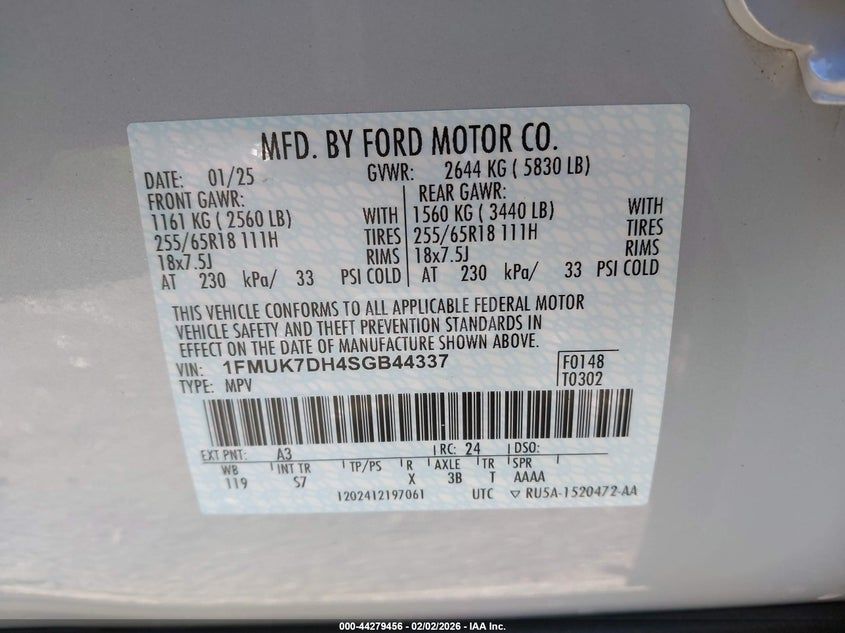 MFD. BY FORD MOTOR CO.
DATE: 01/25 GVWR: 2644 KG ( 5830 LB)
FRONT GAWR: REAR GAWR:
1161 KG ( 2560 LB) WITH 1560 KG ( 3440 LB) WITH
255/65R18 111H TIRES 255/65R18 111H TIRES
18x7.5J RIMS 18x7.5J RIMS
AT 230 kPa/ 33 PSI COLD AT 230 kPa/ 33 PSI COLD
THIS VEHICLE CONFORMS TO ALL APPLICABLE FEDERAL MOTOR
VEHICLE SAFETY AND THEFT PREVENTION STANDARDS IN
EFFECT ON THE DATE OF MANUFACTURE SHOWN ABOVE.
VIN: 1FMUK7DH4SGB44337 F0148
TYPE: MPV T0302
EXT PNT: A3 RC: 24 DSO:
WB INT TR TP/PS R AXLE TR SPR
119 S7 X 3B T AAAA
1202412197061 UTC ▽ RU5A-1520472-AA
000-44279456 - 02/02/2026 - IAA Inc.